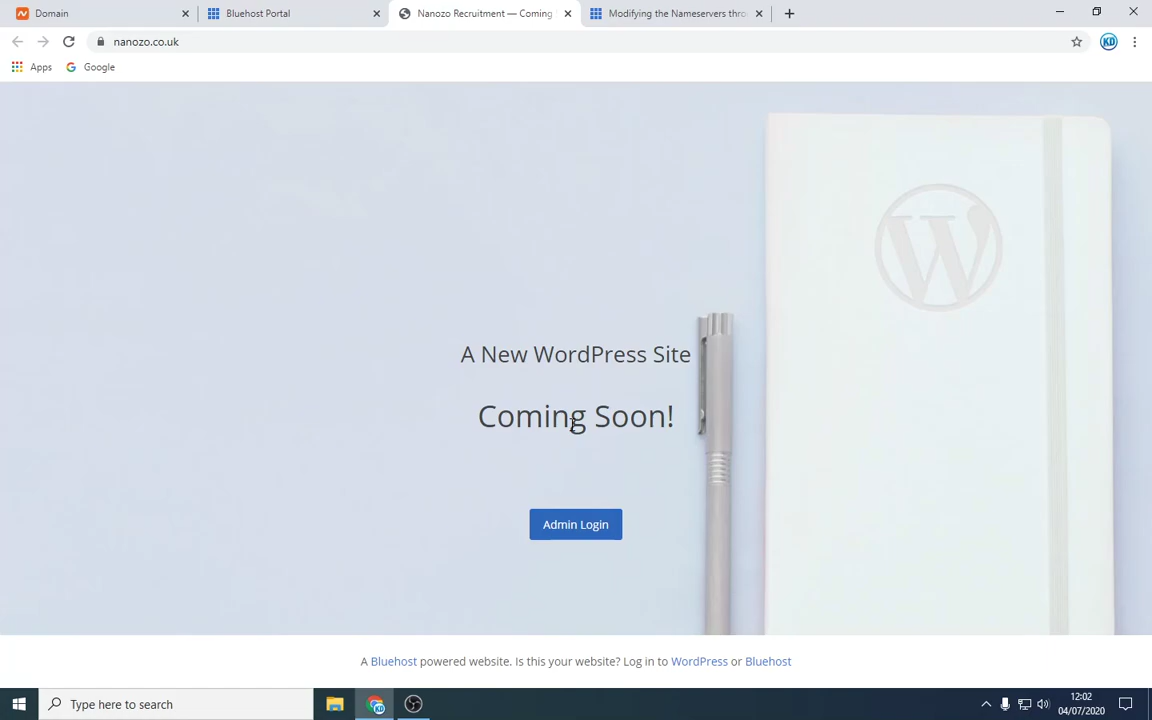 Domain
Bluehost Portal
Nanozo Recruitment — Coming
Modifying the Nameservers thro
nanozo.co.uk
Apps
Google
A New WordPress Site
Coming Soon!
Admin Login
A Bluehost powered website. Is this your website? Log in to WordPress or Bluehost
Type here to search
12:02
04/07/2020